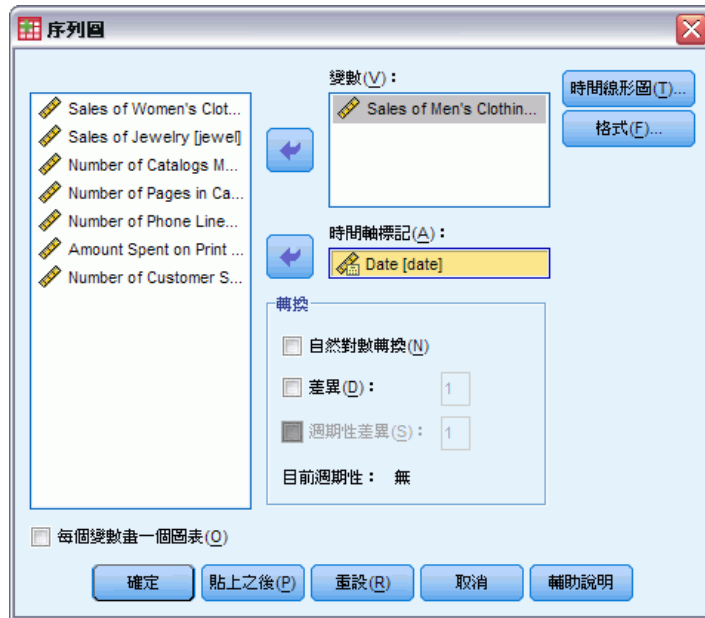 序列圖
變數(V)：
Sales of Women's Clot...
Sales of Jewelry [jewel]
Number of Catalogs M...
Number of Pages in Ca...
Number of Phone Line...
Amount Spent on Print ...
Number of Customer S...
Sales of Men's Clothin...
時間線形圖(T)...
格式(F)...
時間軸標記(A)：
Date [date]
轉換
自然對數轉換(N)
差異(D)：
1
週期性差異(S)：
1
目前週期性： 無
每個變數畫一個圖表(O)
確定
貼上之後(P)
重設(R)
取消
輔助說明